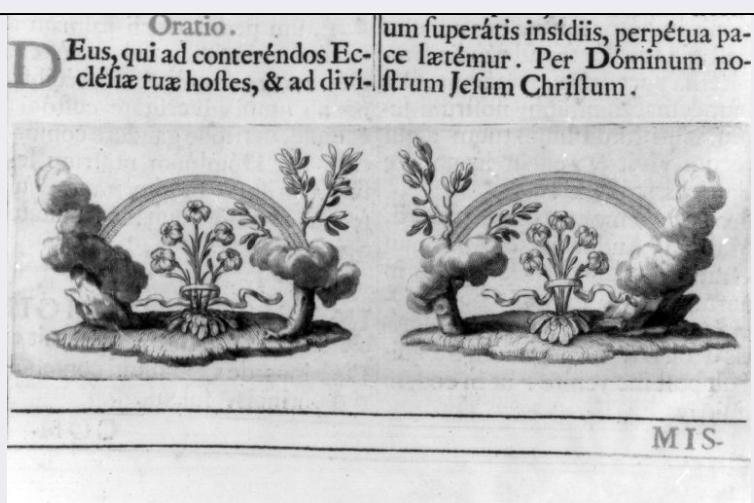 Oratio.
DEus, qui ad conteréndos Ec-
cléſiæ tuæ hoſtes, & ad diví-
um ſuperátis inſídiis, perpétua pa-
ce lætémur. Per Dóminum no-
ſtrum Jeſum Chriſtum.
MIS-